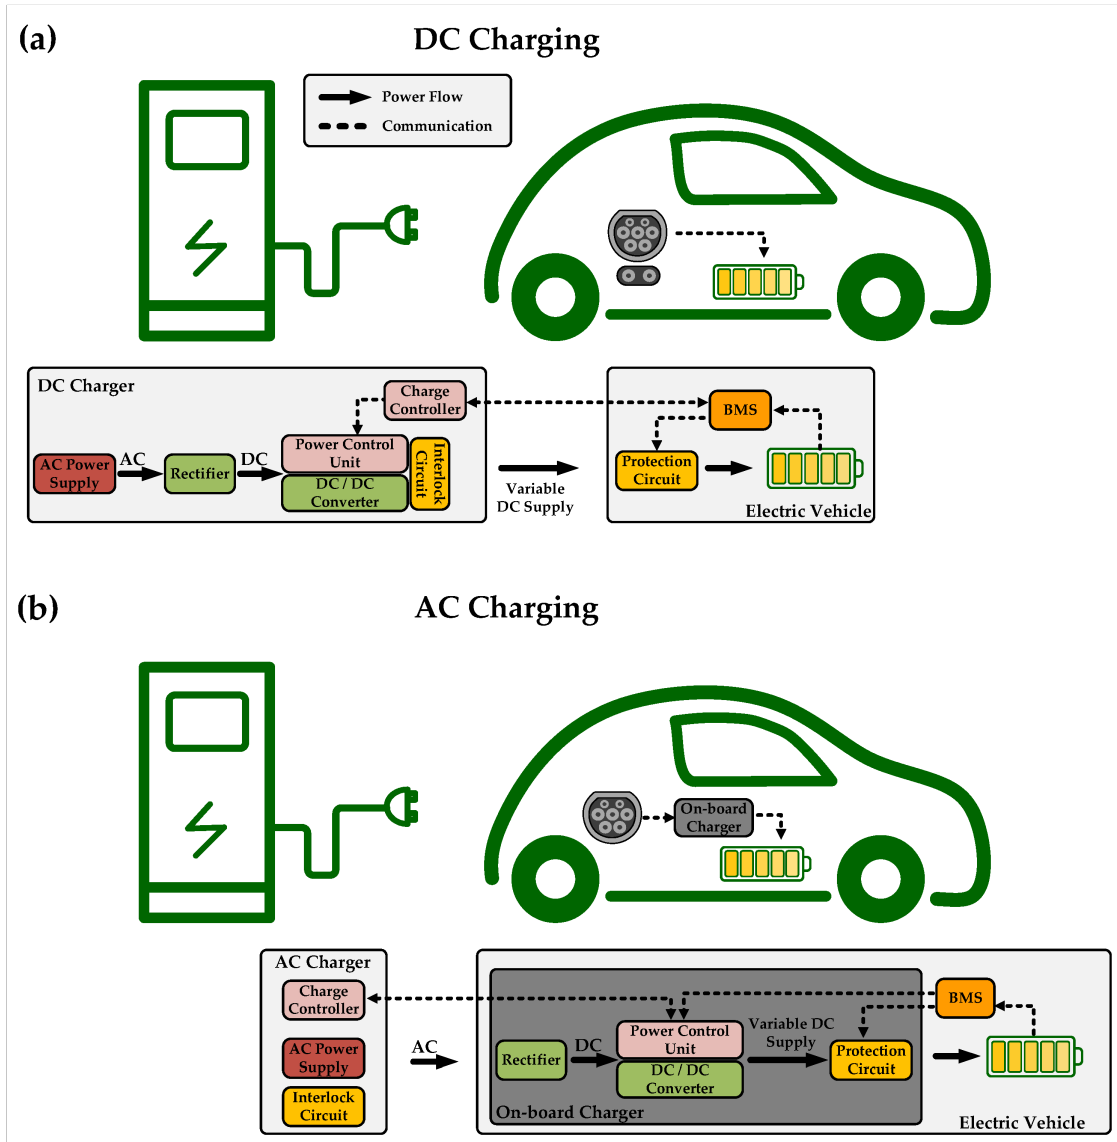 (a)
DC Charging
Power Flow
Communication
DC Charger
Charge
Controller
BMS
AC Power
Supply
AC
Rectifier
DC
Power Control
Unit
DC / DC
Converter
Interlock
Circuit
Variable
DC Supply
Protection
Circuit
Electric Vehicle
(b)
AC Charging
On-board
Charger
AC Charger
Charge
Controller
AC Power
Supply
Interlock
Circuit
AC
Rectifier
DC
Power Control
Unit
DC / DC
Converter
Variable DC
Supply
Protection
Circuit
BMS
On-board Charger
Electric Vehicle